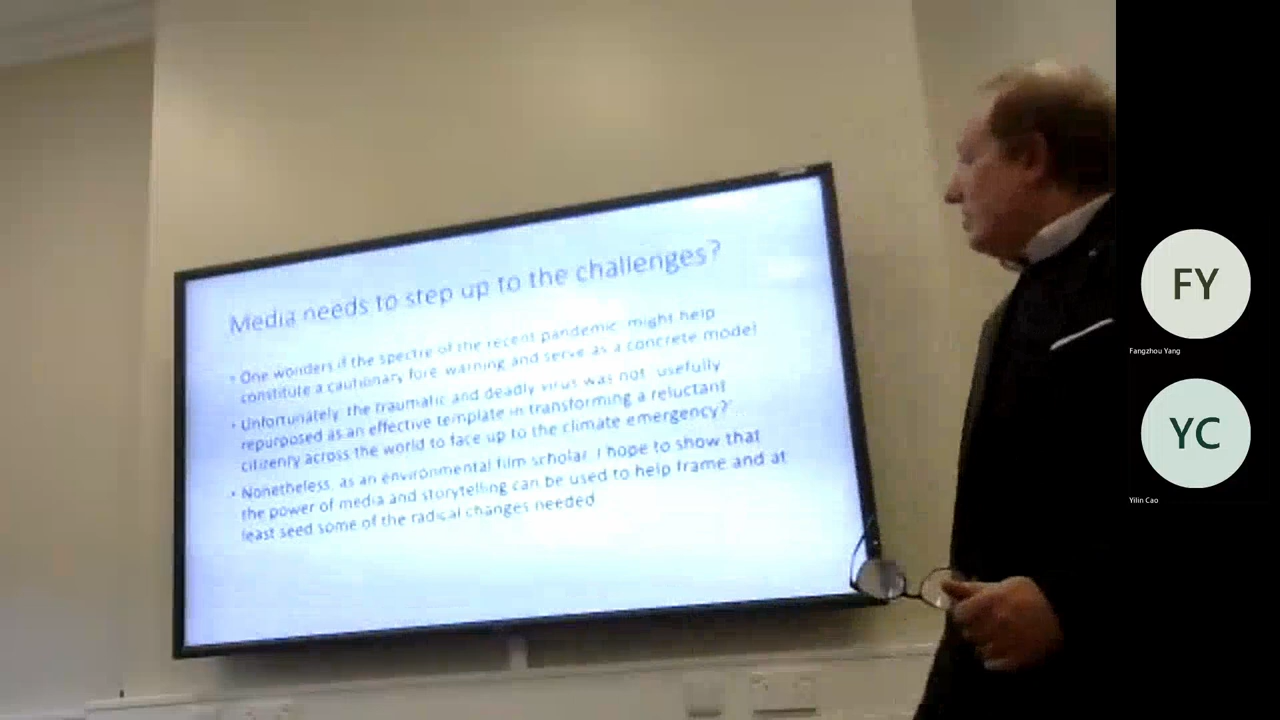 Media needs to step up to the challenges?
• One wonders if the spectre of the recent pandemic might help
constitute a cautionary fore warning and serve as a concrete model
• Unfortunately, the traumatic and deadly virus was not usefully
repurposed as an effective template in transforming a reluctant
citizenry across the world to face up to the climate emergency?
• Nonetheless, as an environmental film scholar, I hope to show that
the power of media and storytelling can be used to help frame and at
least seed some of the radical changes needed
FY
Fangzhou Yang
YC
Yilin Cao